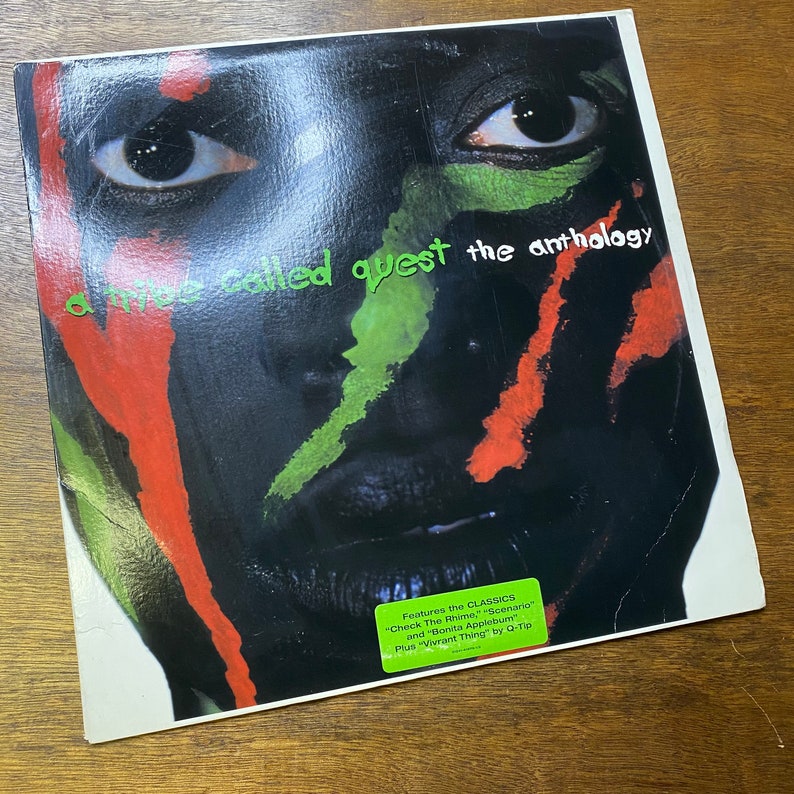 a tribe called quest the anthology
Features the CLASSICS
"Check The Rhime," "Scenario"
and "Bonita Applebum"
Plus "Vivrant Thing" by Q-Tip